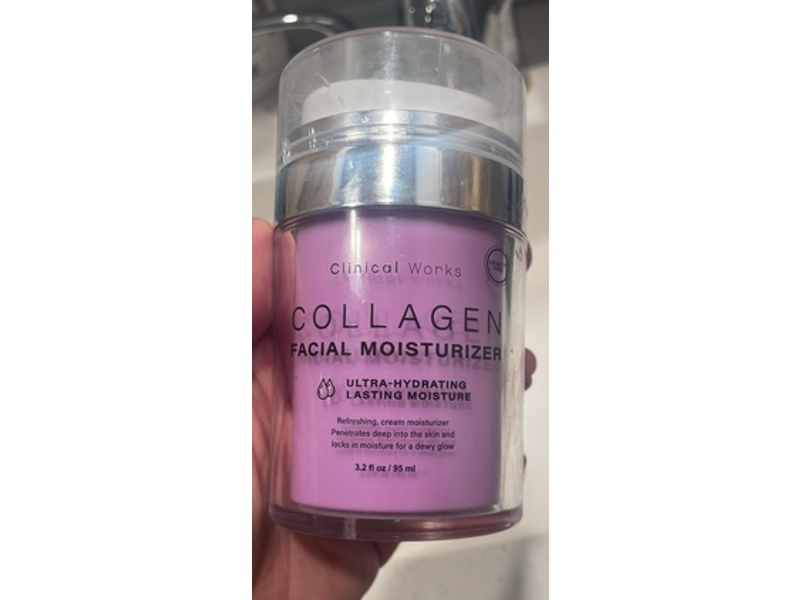 Clinical Works
COLLAGEN
FACIAL MOISTURIZER
ULTRA-HYDRATING
LASTING MOISTURE
Refreshing, cream moisturizer
Penetrates deep into the skin and
locks in moisture for a dewy glow
3.2 fl oz / 95 ml